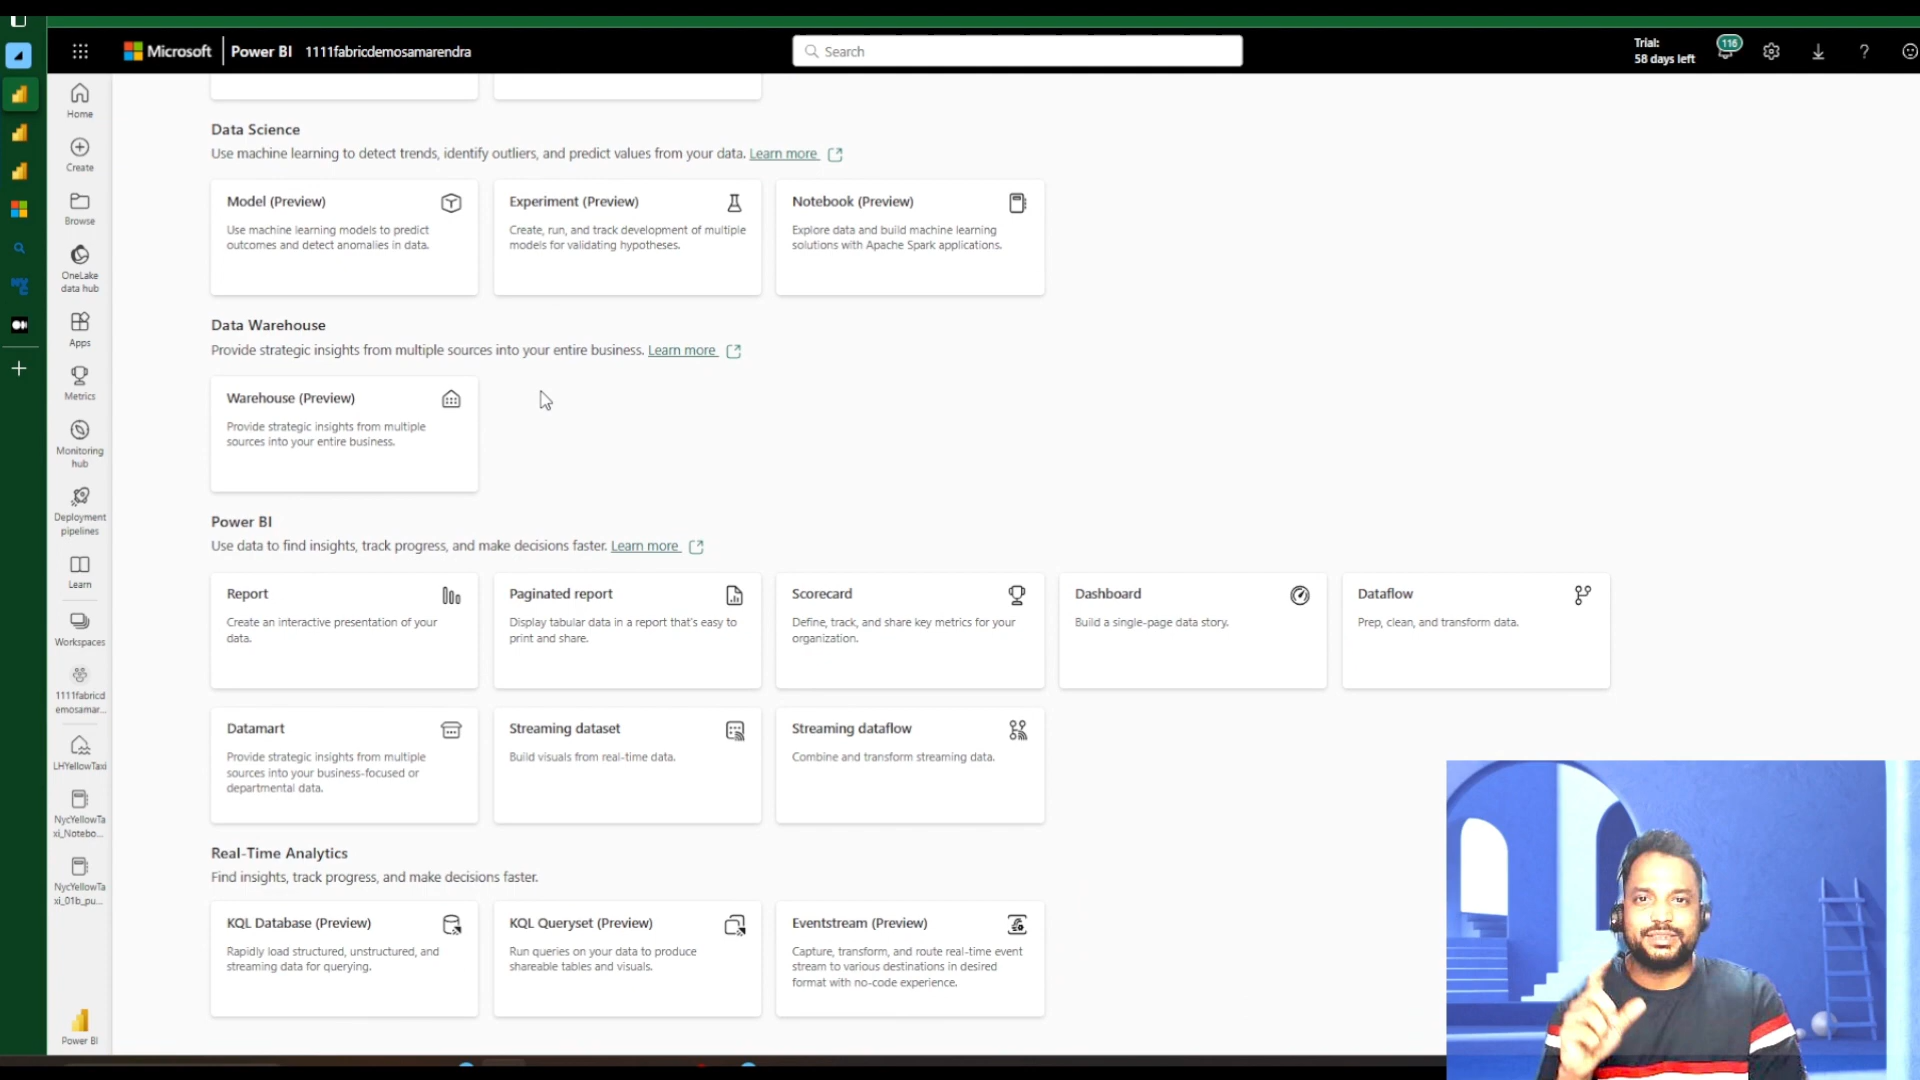 Microsoft Power BI 1111fabricdemosamarendra
Search
Trial:
58 days left
116
Home
Create
Browse
OneLake
data hub
Apps
Metrics
Monitoring
hub
Deployment
pipelines
Learn
Workspaces
1111fabricd
emosamar...
LHYellowTaxi
NycYellowTa
xi_Notebo...
NycYellowTa
xi_01b_pu...
Power BI
Data Science
Use machine learning to detect trends, identify outliers, and predict values from your data. Learn more
Model (Preview)
Use machine learning models to predict
outcomes and detect anomalies in data.
Experiment (Preview)
Create, run, and track development of multiple
models for validating hypotheses.
Notebook (Preview)
Explore data and build machine learning
solutions with Apache Spark applications.
Data Warehouse
Provide strategic insights from multiple sources into your entire business. Learn more
Warehouse (Preview)
Provide strategic insights from multiple
sources into your entire business.
Power BI
Use data to find insights, track progress, and make decisions faster. Learn more
Report
Create an interactive presentation of your
data.
Paginated report
Display tabular data in a report that's easy to
print and share.
Scorecard
Define, track, and share key metrics for your
organization.
Dashboard
Build a single-page data story.
Dataflow
Prep, clean, and transform data.
Datamart
Provide strategic insights from multiple
sources into your business-focused or
departmental data.
Streaming dataset
Build visuals from real-time data.
Streaming dataflow
Combine and transform streaming data.
Real-Time Analytics
Find insights, track progress, and make decisions faster.
KQL Database (Preview)
Rapidly load structured, unstructured, and
streaming data for querying.
KQL Queryset (Preview)
Run queries on your data to produce
shareable tables and visuals.
Eventstream (Preview)
Capture, transform, and route real-time event
stream to various destinations in desired
format with no-code experience.